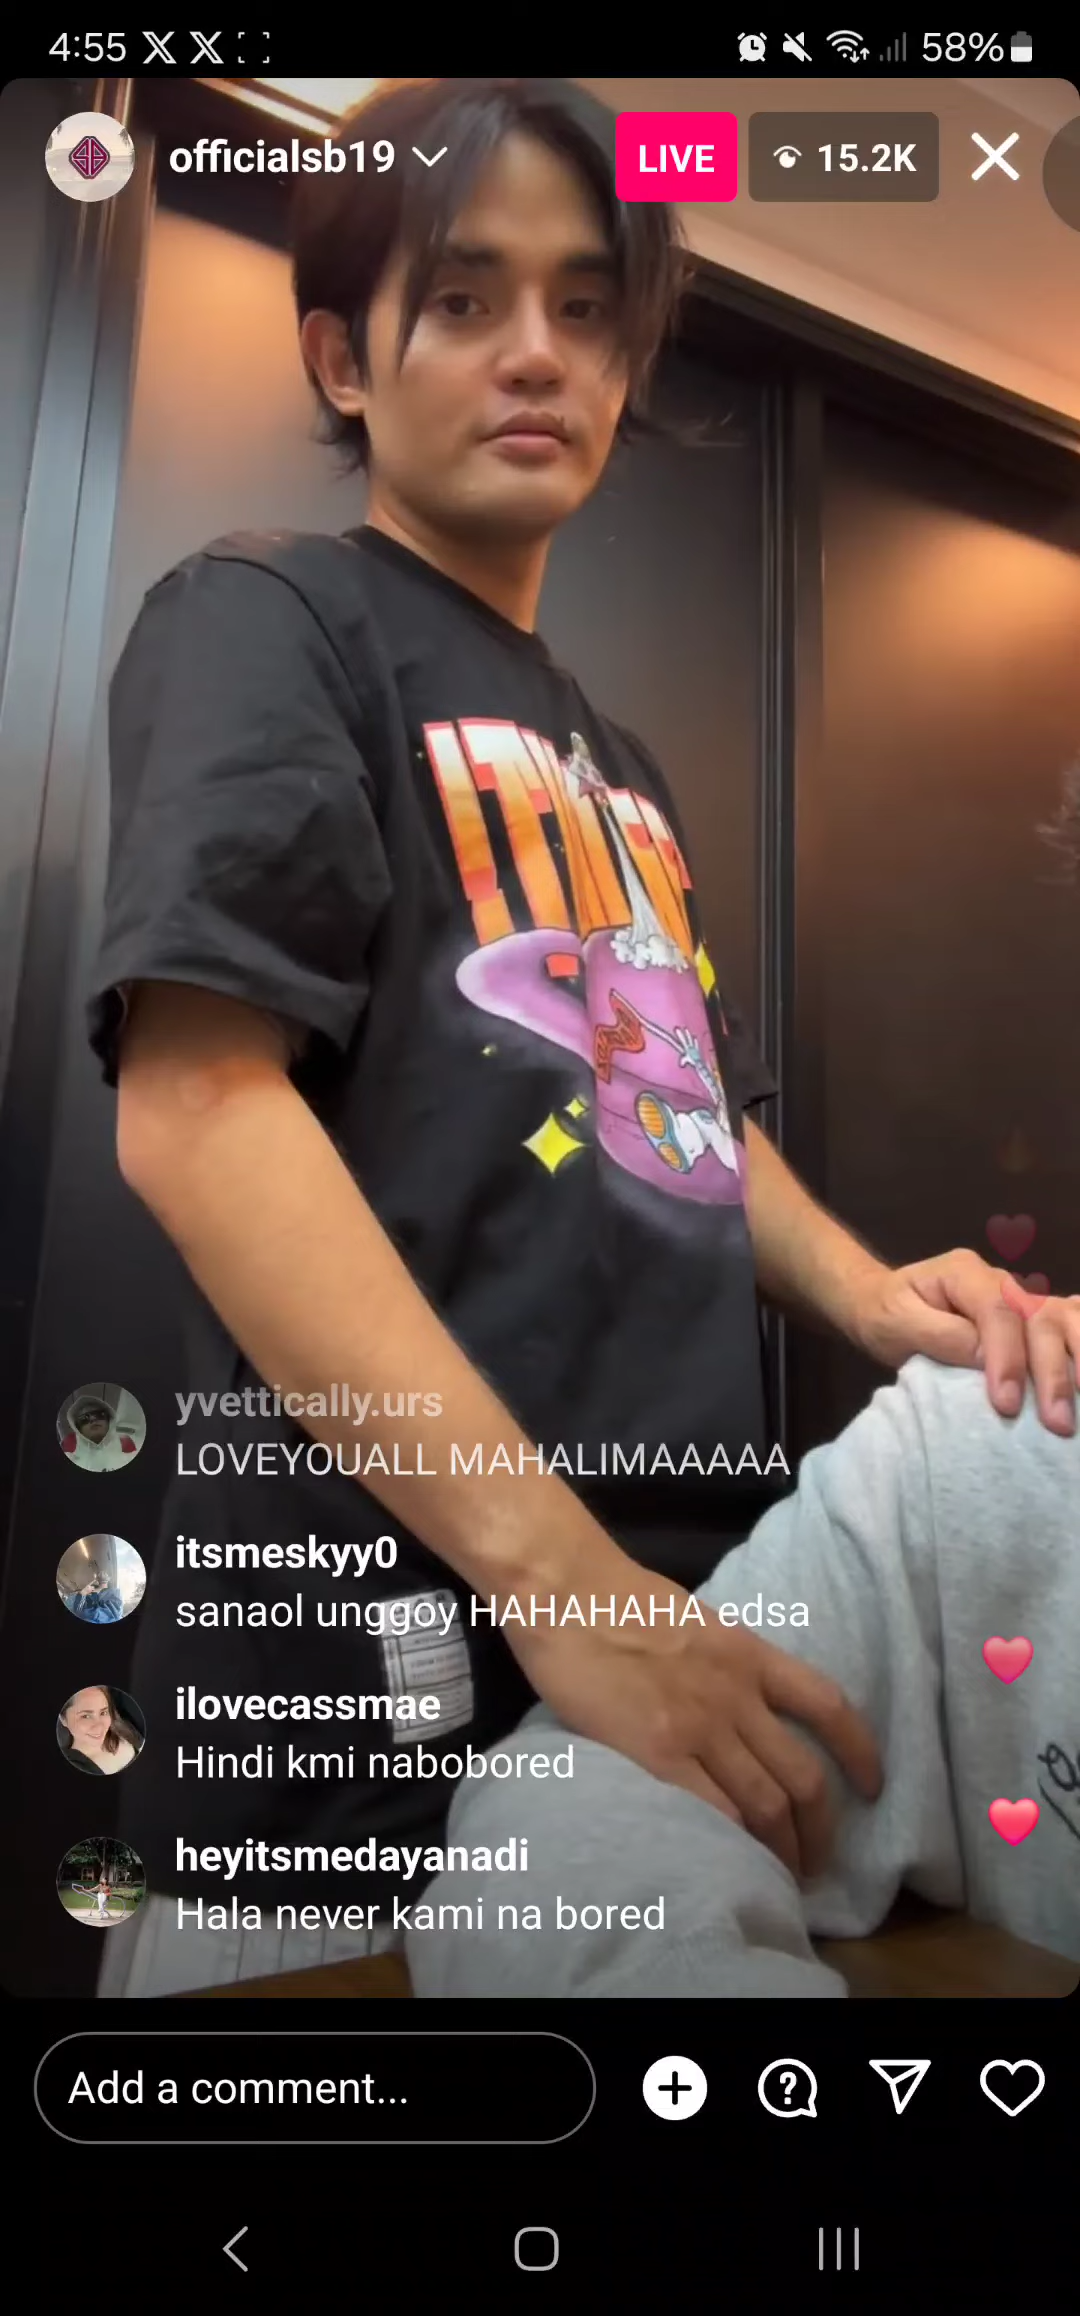 4:55
58%
officialsb19
LIVE
15.2K
yvettically.urs
LOVEYOUALL MAHALIMAAAAA
itsmeskyy0
sanaol unggoy HAHAHAHA edsa
ilovecassmae
Hindi kmi nabobored
heyitsmedayanadi
Hala never kami na bored
Add a comment...